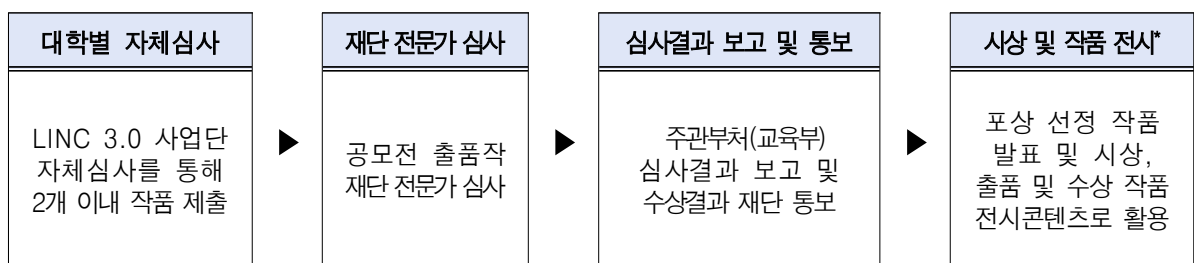 대학별 자체심사
LINC 3.0 사업단
자체심사를 통해
2개 이내 작품 제출
▶
재단 전문가 심사
공모전 출품작
재단 전문가 심사
▶
심사결과 보고 및 통보
주관부처(교육부)
심사결과 보고 및
수상결과 재단 통보
▶
시상 및 작품 전시*
포상 선정 작품
발표 및 시상,
출품 및 수상 작품
전시콘텐츠로 활용